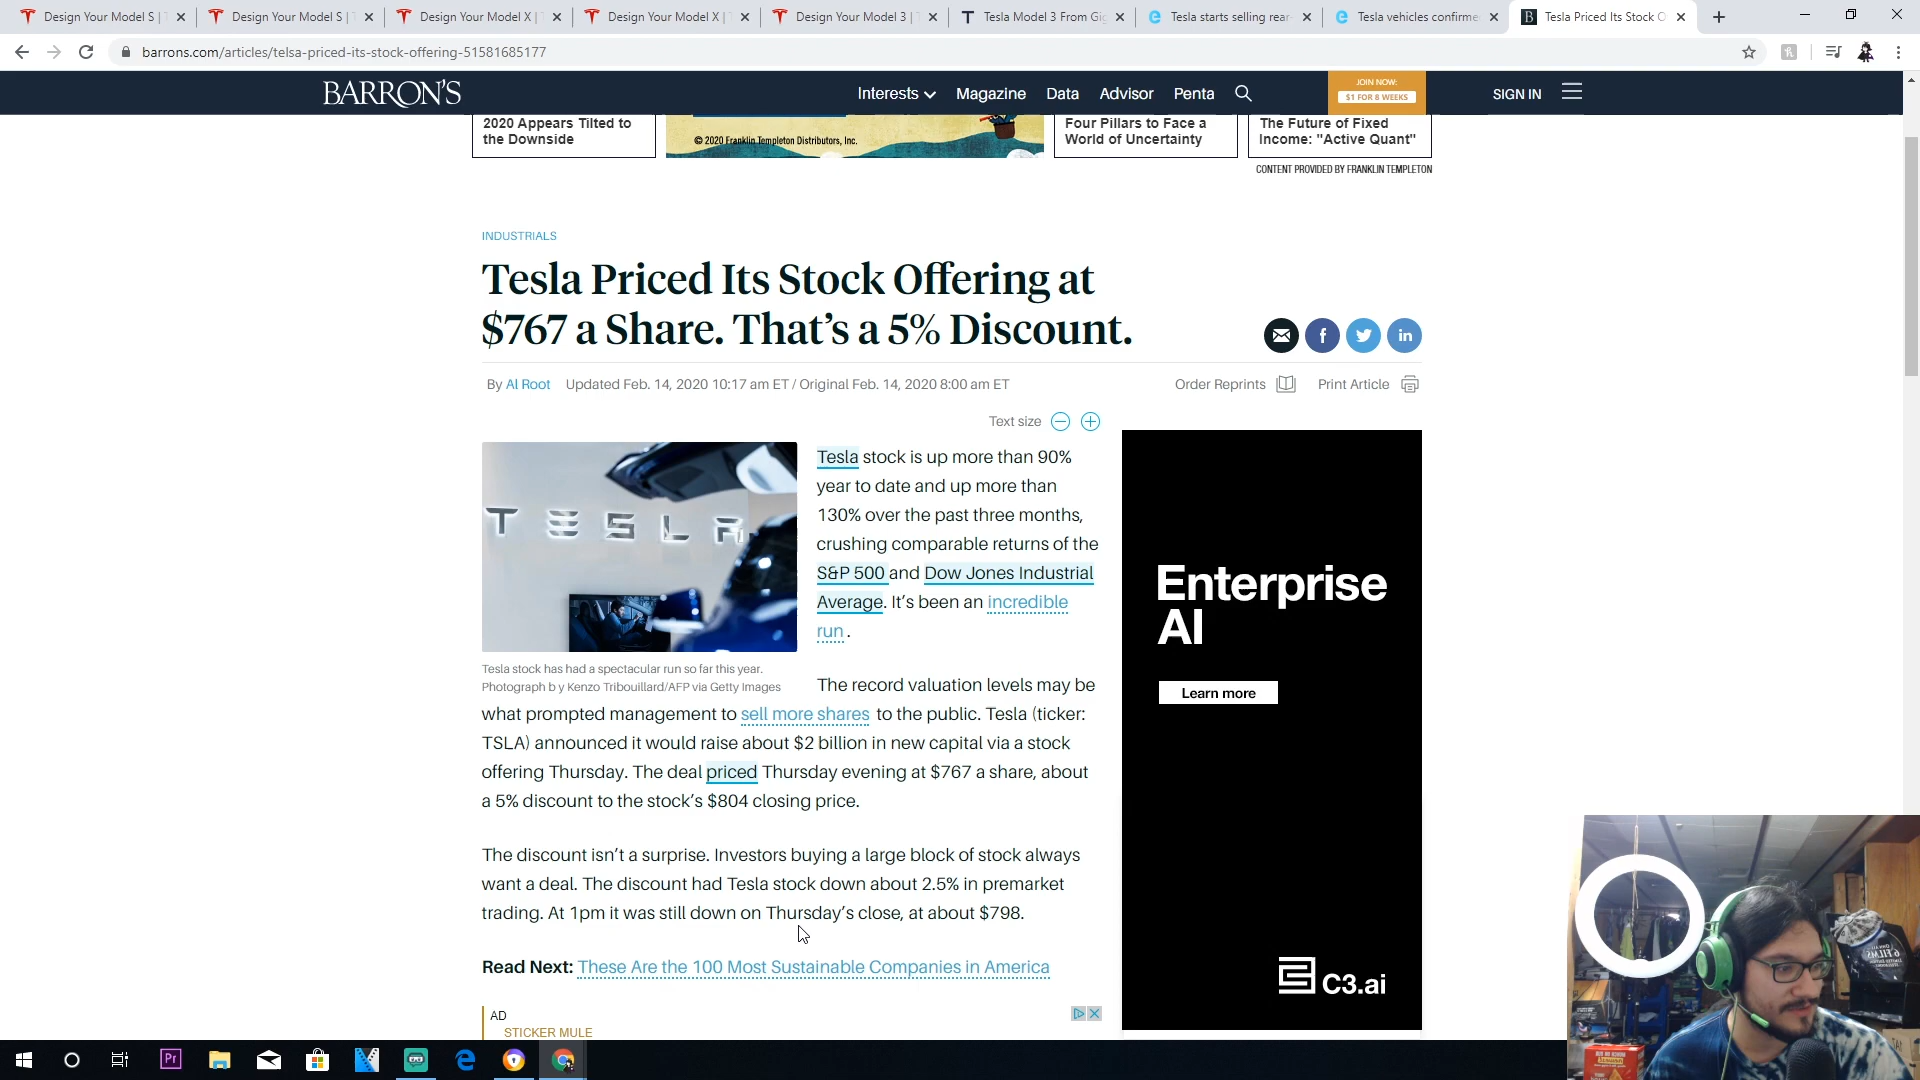 Design Your Model S | T
Design Your Model S | T
Design Your Model X | T
Design Your Model X | T
Design Your Model 3 | T
Tesla Model 3 From Gig
Tesla starts selling rear-
Tesla vehicles confirme
Tesla Priced Its Stock O
barrons.com/articles/telsa-priced-its-stock-offering-51581685177
BARRON'S
Interests
Magazine
Data
Advisor
Penta
JOIN NOW:
$1 FOR 8 WEEKS
SIGN IN
2020 Appears Tilted to
the Downside
© 2020 Franklin Templeton Distributors, Inc.
Four Pillars to Face a
World of Uncertainty
The Future of Fixed
Income: "Active Quant"
CONTENT PROVIDED BY FRANKLIN TEMPLETON
INDUSTRIALS
Tesla Priced Its Stock Offering at
$767 a Share. That’s a 5% Discount.
By Al Root Updated Feb. 14, 2020 10:17 am ET / Original Feb. 14, 2020 8:00 am ET
Order Reprints
Print Article
Text size
TESLA
Tesla stock is up more than 90%
year to date and up more than
130% over the past three months,
crushing comparable returns of the
S&P 500 and Dow Jones Industrial
Average. It’s been an incredible
run .
Tesla stock has had a spectacular run so far this year.
Photograph b y Kenzo Tribouillard/AFP via Getty Images
The record valuation levels may be
what prompted management to sell more shares to the public. Tesla (ticker:
TSLA) announced it would raise about $2 billion in new capital via a stock
offering Thursday. The deal priced Thursday evening at $767 a share, about
a 5% discount to the stock’s $804 closing price.
The discount isn’t a surprise. Investors buying a large block of stock always
want a deal. The discount had Tesla stock down about 2.5% in premarket
trading. At 1pm it was still down on Thursday’s close, at about $798.
Read Next: These Are the 100 Most Sustainable Companies in America
AD
STICKER MULE
Enterprise
AI
Learn more
C3.ai
Pr